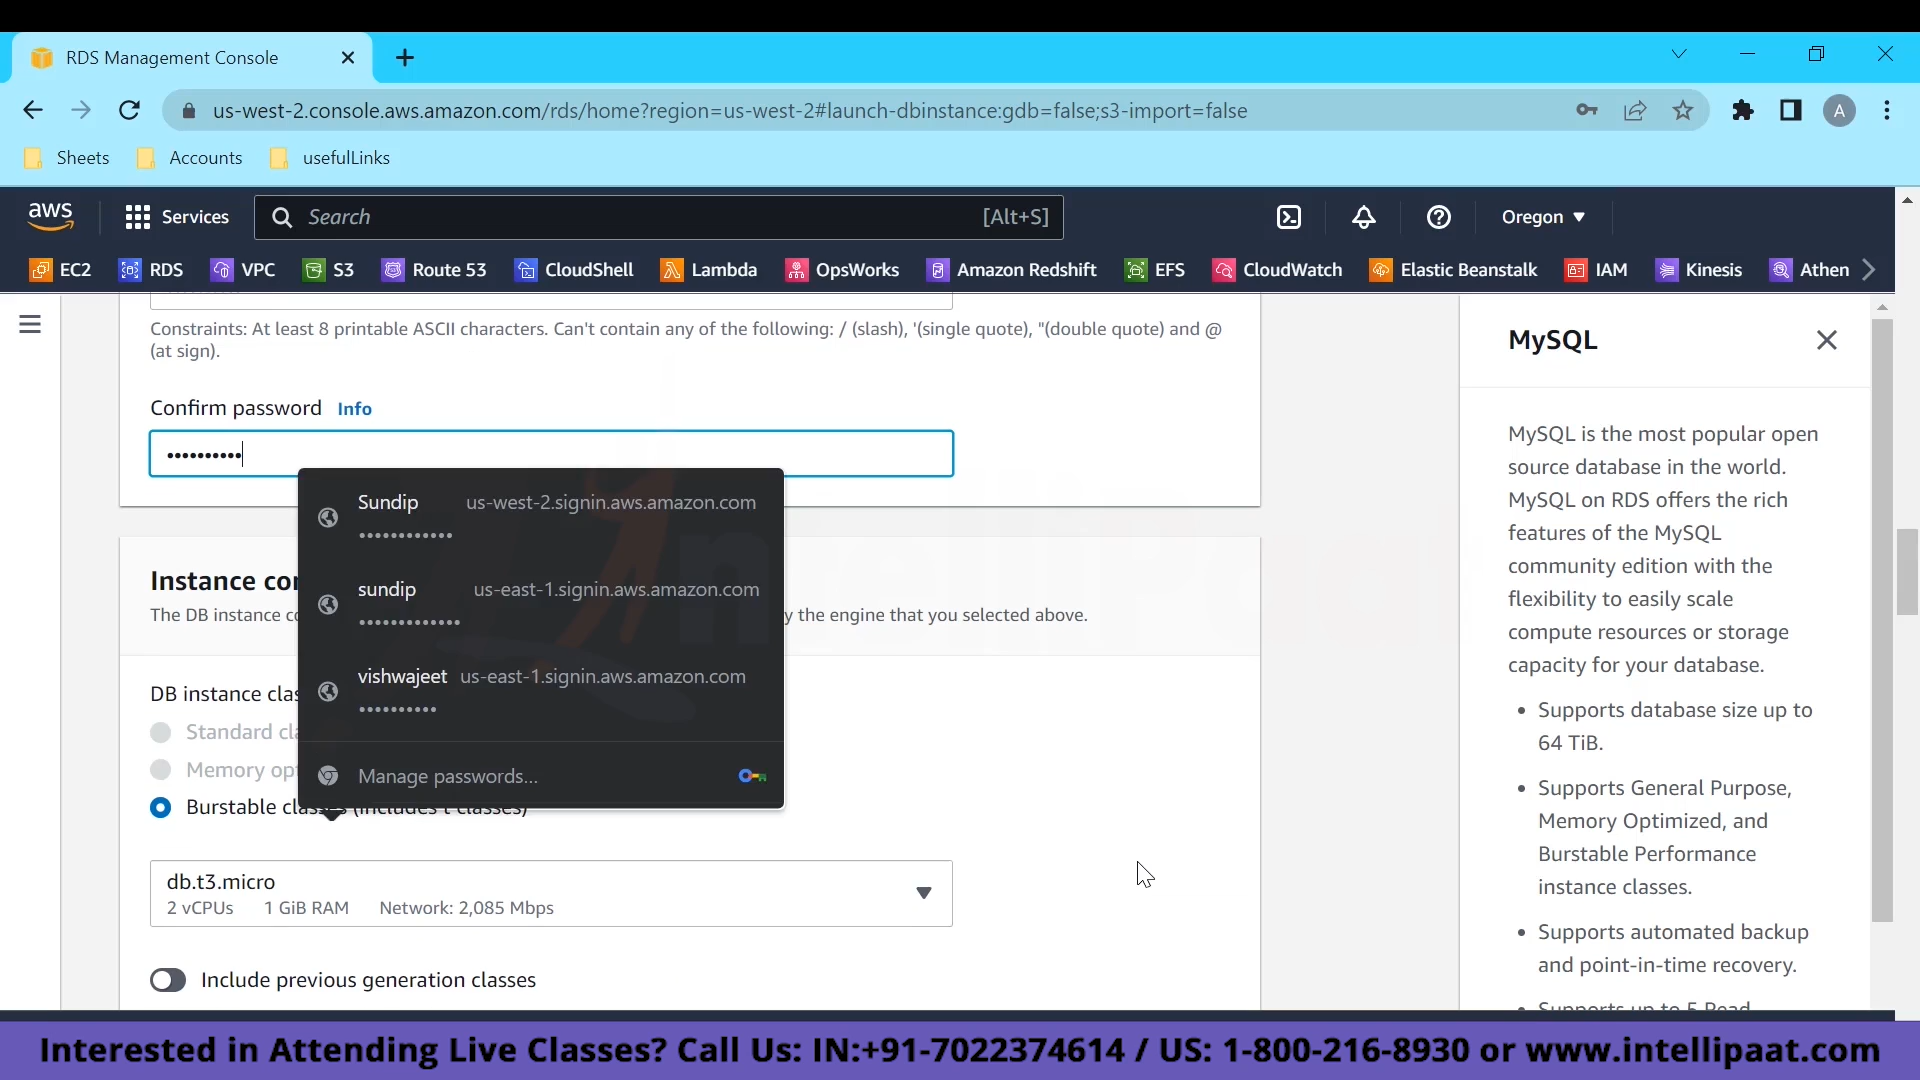 RDS Management Console
us-west-2.console.aws.amazon.com/rds/home?region=us-west-2#launch-dbinstance:gdb=false;s3-import=false
A
Sheets Accounts usefulLinks
aws Services Search [Alt+S] Oregon
EC2 RDS VPC S3 Route 53 CloudShell Lambda OpsWorks Amazon Redshift EFS CloudWatch Elastic Beanstalk IAM Kinesis Athen
Constraints: At least 8 printable ASCII characters. Can't contain any of the following: / (slash), '(single quote), "(double quote) and @
(at sign).
Confirm password Info
••••••••••
Sundip us-west-2.signin.aws.amazon.com
••••••••••••
sundip us-east-1.signin.aws.amazon.com
•••••••••••••
vishwajeet us-east-1.signin.aws.amazon.com
••••••••••
Manage passwords...
Instance con
The DB instance co
y the engine that you selected above.
DB instance clas
Standard cla
Memory opt
Burstable classes (includes t classes)
db.t3.micro
2 vCPUs 1 GiB RAM Network: 2,085 Mbps
Include previous generation classes
MySQL
MySQL is the most popular open
source database in the world.
MySQL on RDS offers the rich
features of the MySQL
community edition with the
flexibility to easily scale
compute resources or storage
capacity for your database.
• Supports database size up to
64 TiB.
• Supports General Purpose,
Memory Optimized, and
Burstable Performance
instance classes.
• Supports automated backup
and point-in-time recovery.
• Supports up to 5 Read
Interested in Attending Live Classes? Call Us: IN:+91-7022374614 / US: 1-800-216-8930 or www.intellipaat.com